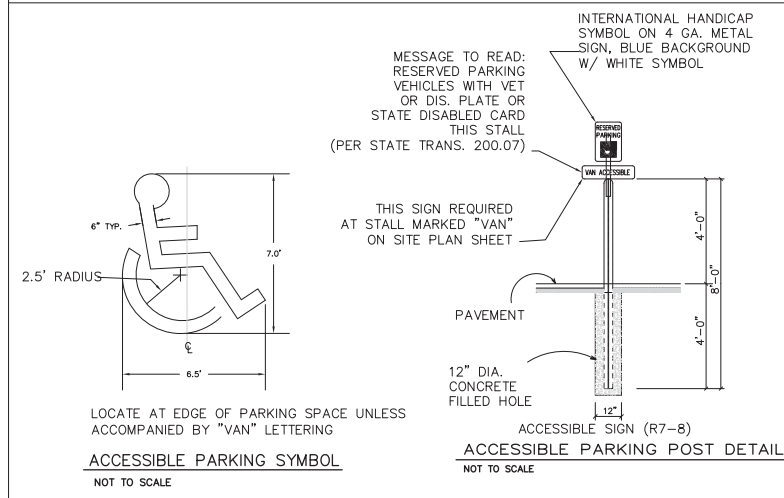 INTERNATIONAL HANDICAP
SYMBOL ON 4 GA. METAL
SIGN, BLUE BACKGROUND
W/ WHITE SYMBOL
MESSAGE TO READ:
RESERVED PARKING
VEHICLES WITH VET
OR DIS. PLATE OR
STATE DISABLED CARD
THIS STALL
(PER STATE TRANS. 200.07)
RESERVED
PARKING
VAN ACCESSIBLE
THIS SIGN REQUIRED
AT STALL MARKED "VAN"
ON SITE PLAN SHEET
6" TYP.
7.0'
2.5' RADIUS
℄
6.5'
4'-0"
8'-0"
4'-0"
PAVEMENT
12" DIA.
CONCRETE
FILLED HOLE
12"
LOCATE AT EDGE OF PARKING SPACE UNLESS
ACCOMPANIED BY "VAN" LETTERING
ACCESSIBLE PARKING SYMBOL
NOT TO SCALE
ACCESSIBLE SIGN (R7-8)
ACCESSIBLE PARKING POST DETAIL
NOT TO SCALE